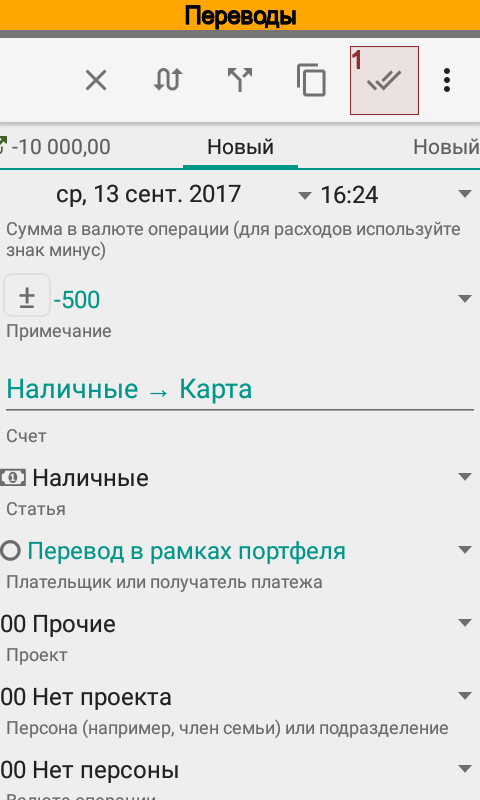 Переводы
1
-10 000,00 Новый Новый
ср, 13 сент. 2017 16:24
Сумма в валюте операции (для расходов используйте
знак минус)
± -500
Примечание
Наличные → Карта
Счет
Наличные
Статья
Перевод в рамках портфеля
Плательщик или получатель платежа
00 Прочие
Проект
00 Нет проекта
Персона (например, член семьи) или подразделение
00 Нет персоны
Валюта операции